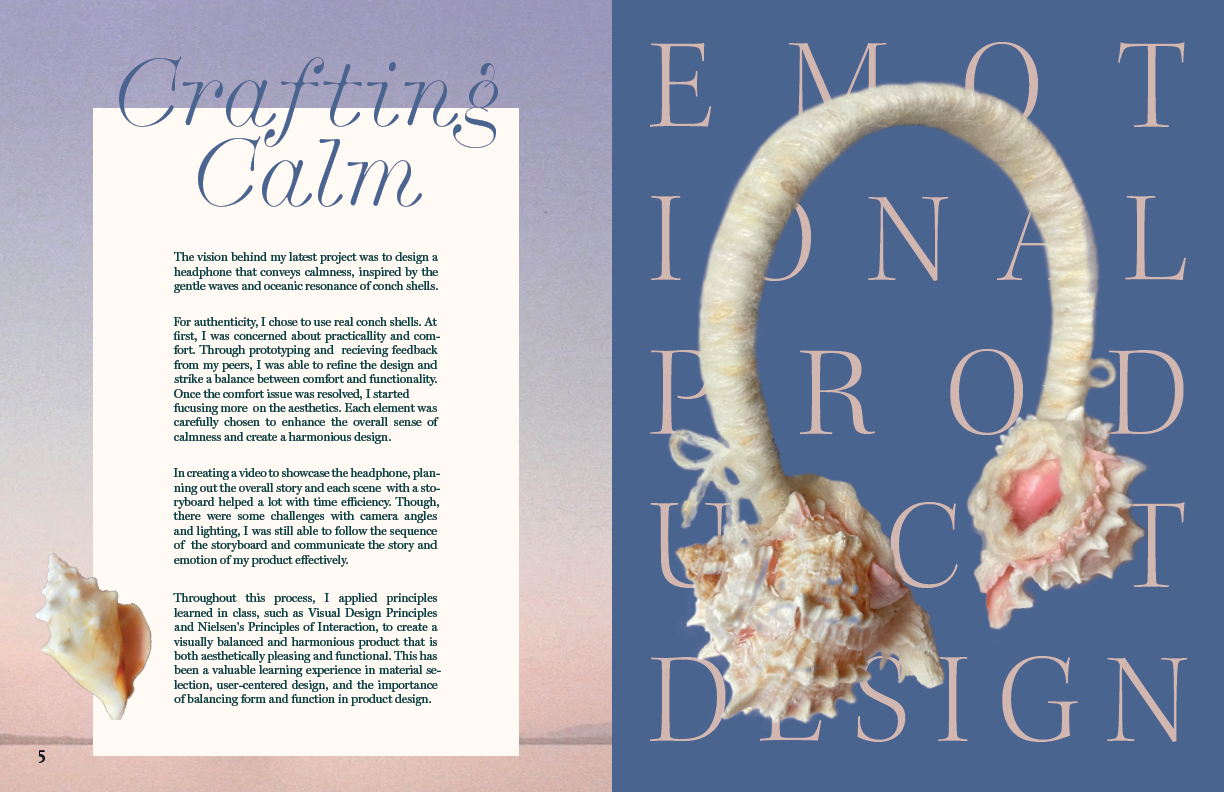 Crafting
Calm
The vision behind my latest project was to design a
headphone that conveys calmness, inspired by the
gentle waves and oceanic resonance of conch shells.
For authenticity, I chose to use real conch shells. At
first, I was concerned about practicallity and com-
fort. Through prototyping and recieving feedback
from my peers, I was able to refine the design and
strike a balance between comfort and functionality.
Once the comfort issue was resolved, I started
fucusing more on the aesthetics. Each element was
carefully chosen to enhance the overall sense of
calmness and create a harmonious design.
In creating a video to showcase the headphone, plan-
ning out the overall story and each scene with a sto-
ryboard helped a lot with time efficiency. Though,
there were some challenges with camera angles
and lighting, I was still able to follow the sequence
of the storyboard and communicate the story and
emotion of my product effectively.
Throughout this process, I applied principles
learned in class, such as Visual Design Principles
and Nielsen's Principles of Interaction, to create a
visually balanced and harmonious product that is
both aesthetically pleasing and functional. This has
been a valuable learning experience in material se-
lection, user-centered design, and the importance
of balancing form and function in product design.
5
E M O T
I O N A L
P R O D
U C T
D E S I G N